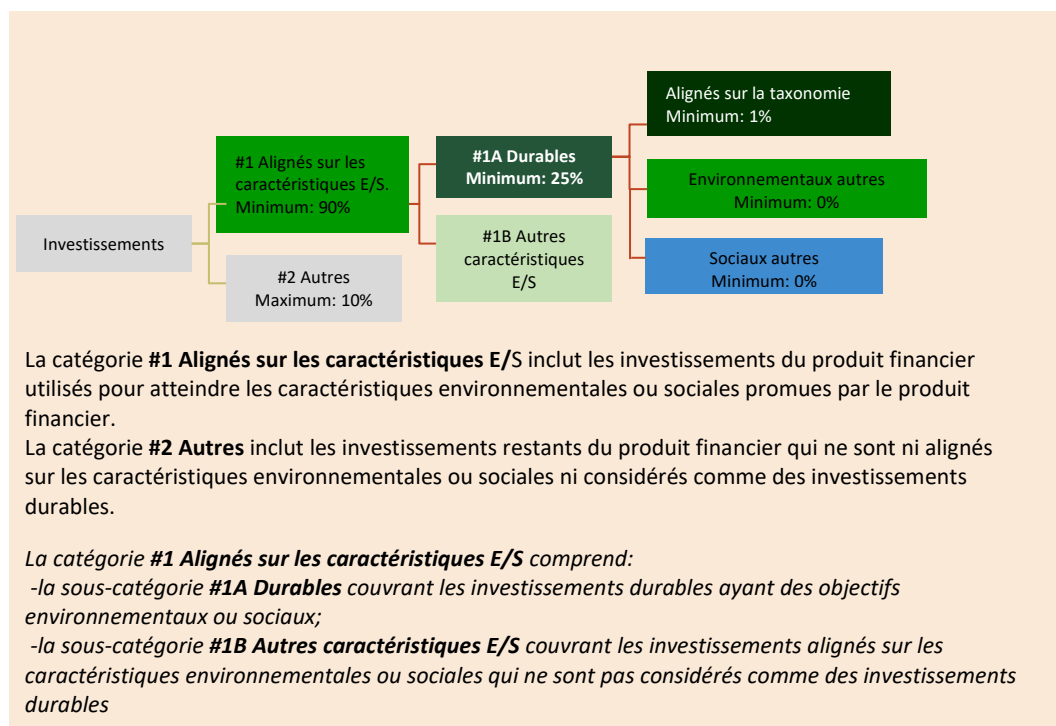 Investissements
#1 Alignés sur les
caractéristiques E/S.
Minimum: 90%
#2 Autres
Maximum: 10%
#1A Durables
Minimum: 25%
#1B Autres
caractéristiques
E/S
Alignés sur la taxonomie
Minimum: 1%
Environnementaux autres
Minimum: 0%
Sociaux autres
Minimum: 0%
La catégorie #1 Alignés sur les caractéristiques E/S inclut les investissements du produit financier
utilisés pour atteindre les caractéristiques environnementales ou sociales promues par le produit
financier.
La catégorie #2 Autres inclut les investissements restants du produit financier qui ne sont ni alignés
sur les caractéristiques environnementales ou sociales ni considérés comme des investissements
durables.
La catégorie #1 Alignés sur les caractéristiques E/S comprend:
-la sous-catégorie #1A Durables couvrant les investissements durables ayant des objectifs
environnementaux ou sociaux;
-la sous-catégorie #1B Autres caractéristiques E/S couvrant les investissements alignés sur les
caractéristiques environnementales ou sociales qui ne sont pas considérés comme des investissements
durables